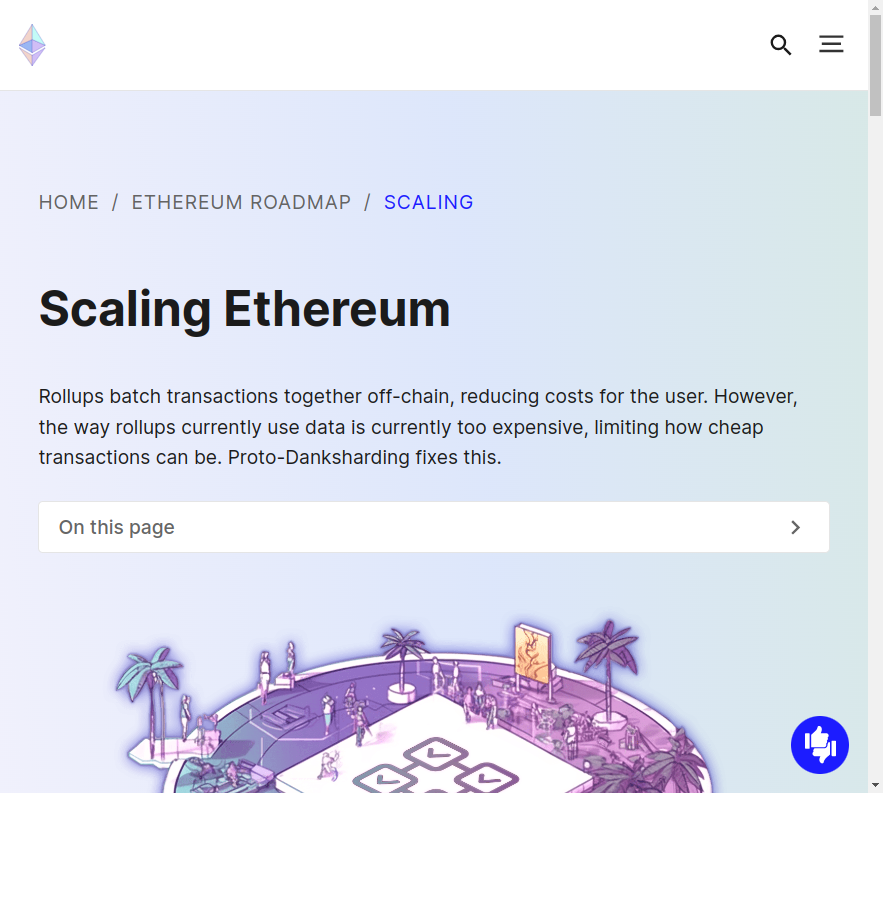 HOME / ETHEREUM ROADMAP / SCALING
Scaling Ethereum
Rollups batch transactions together off-chain, reducing costs for the user. However,
the way rollups currently use data is currently too expensive, limiting how cheap
transactions can be. Proto-Danksharding fixes this.
On this page